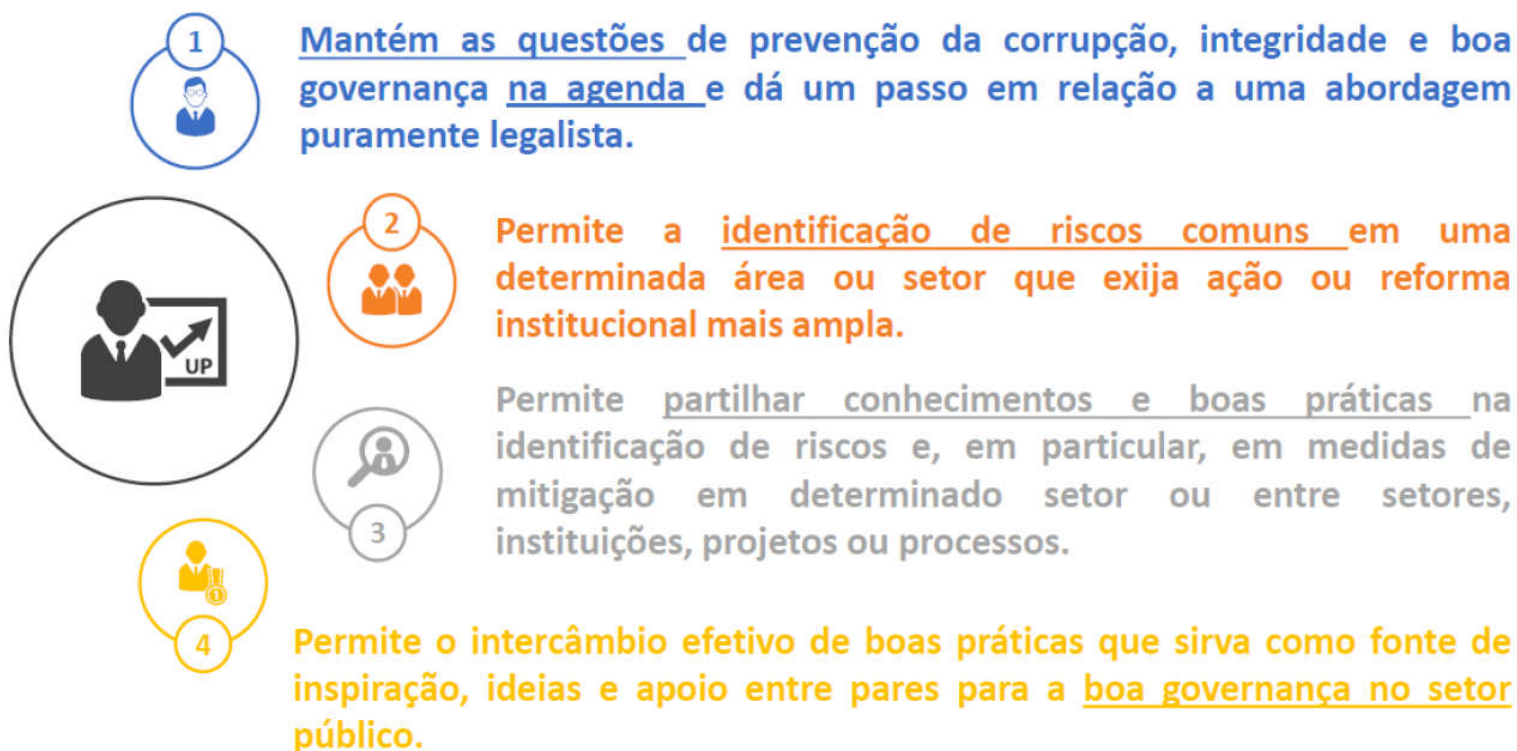 1
Mantém as questões de prevenção da corrupção, integridade e boa
governança na agenda e dá um passo em relação a uma abordagem
puramente legalista.
UP
2
Permite a identificação de riscos comuns em uma
determinada área ou setor que exija ação ou reforma
institucional mais ampla.
3
Permite partilhar conhecimentos e boas práticas na
identificação de riscos e, em particular, em medidas de
mitigação em determinado setor ou entre setores,
instituições, projetos ou processos.
1
4
Permite o intercâmbio efetivo de boas práticas que sirva como fonte de
inspiração, ideias e apoio entre pares para a boa governança no setor
público.